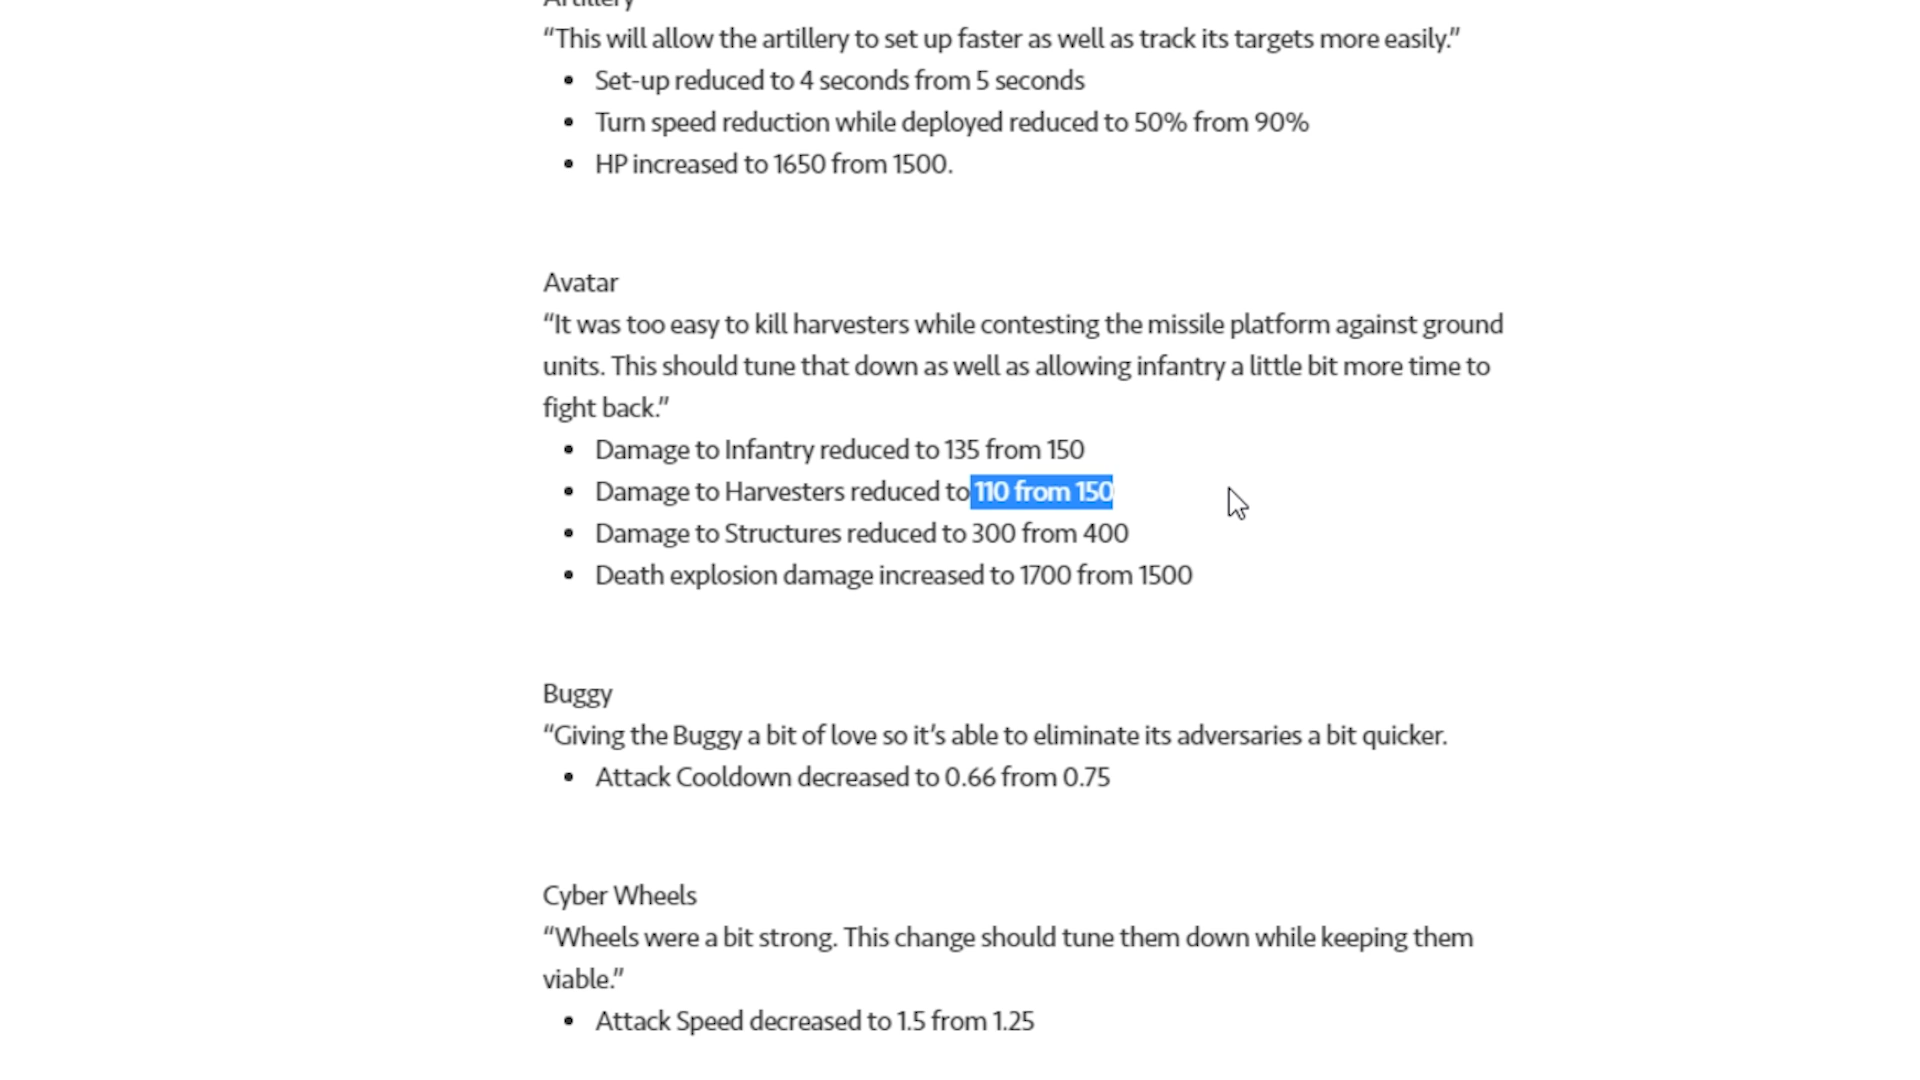 Artillery
“This will allow the artillery to set up faster as well as track its targets more easily.”
• Set-up reduced to 4 seconds from 5 seconds
• Turn speed reduction while deployed reduced to 50% from 90%
• HP increased to 1650 from 1500.
Avatar
“It was too easy to kill harvesters while contesting the missile platform against ground
units. This should tune that down as well as allowing infantry a little bit more time to
fight back.”
• Damage to Infantry reduced to 135 from 150
• Damage to Harvesters reduced to 110 from 150
• Damage to Structures reduced to 300 from 400
• Death explosion damage increased to 1700 from 1500
Buggy
“Giving the Buggy a bit of love so it’s able to eliminate its adversaries a bit quicker.
• Attack Cooldown decreased to 0.66 from 0.75
Cyber Wheels
“Wheels were a bit strong. This change should tune them down while keeping them
viable.”
• Attack Speed decreased to 1.5 from 1.25